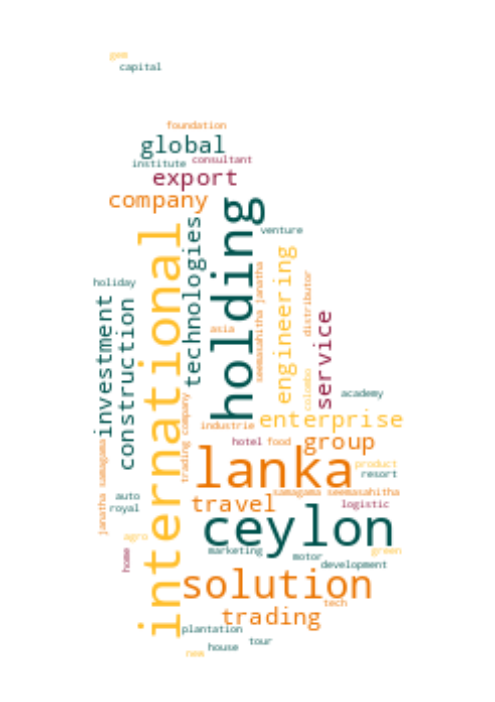 gem
capital
foundation
global
institute
consultant
export
company
holding
technologies
international
venture
engineering
seemasahitha janatha
distributor
holiday
investment
construction
asia
service
colombo
academy
trading company
industrie
enterprise
hotel
food
group
janatha samagama
lanka
product
resort
auto
royal
travel
samagama seemasahitha
logistic
ceylon
agro
home
marketing
motor
green
development
solution
tech
trading
plantation
tour
house
new